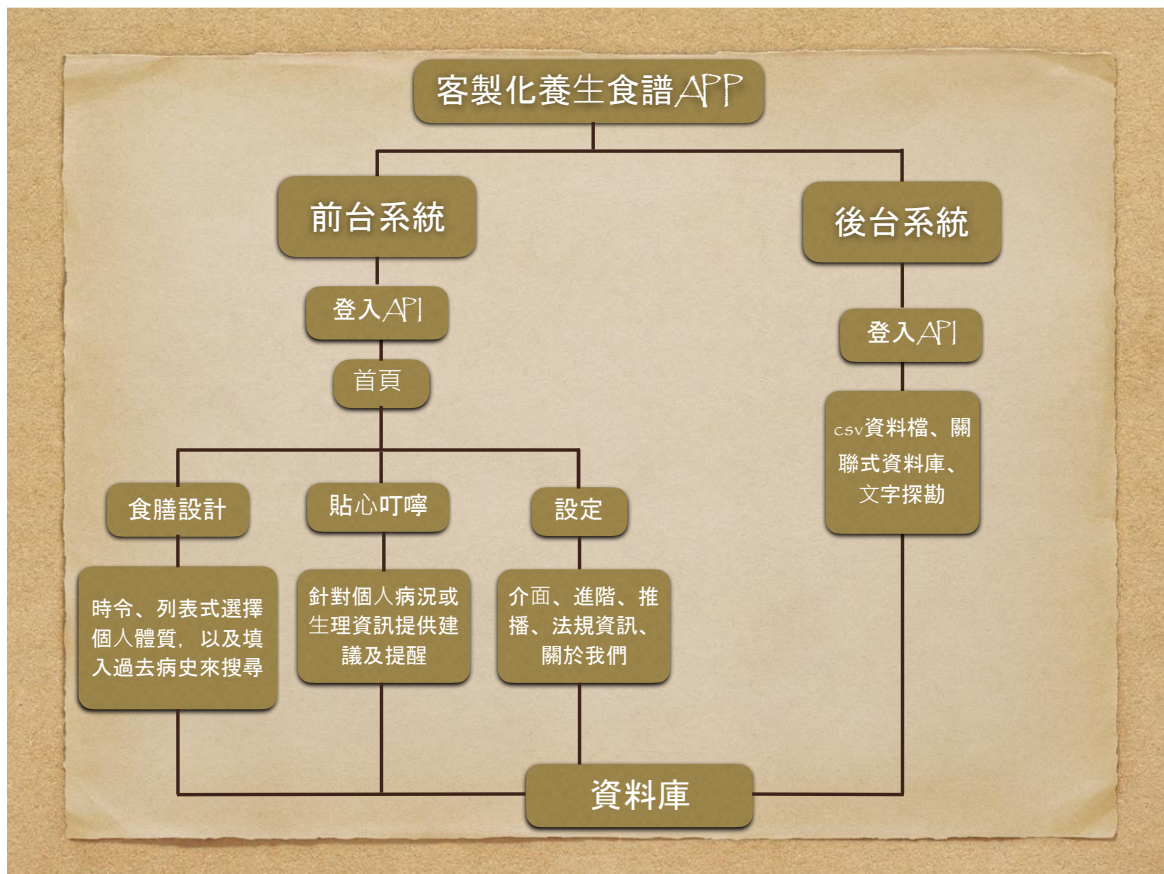 客製化養生食譜APP
前台系統
後台系統
登入API
登入API
首頁
csv資料檔、關
聯式資料庫、
文字探勘
食膳設計
貼心叮嚀
設定
時令、列表式選擇
個人體質，以及填
入過去病史來搜尋
針對個人病況或
生理資訊提供建
議及提醒
介面、進階、推
播、法規資訊、
關於我們
資料庫